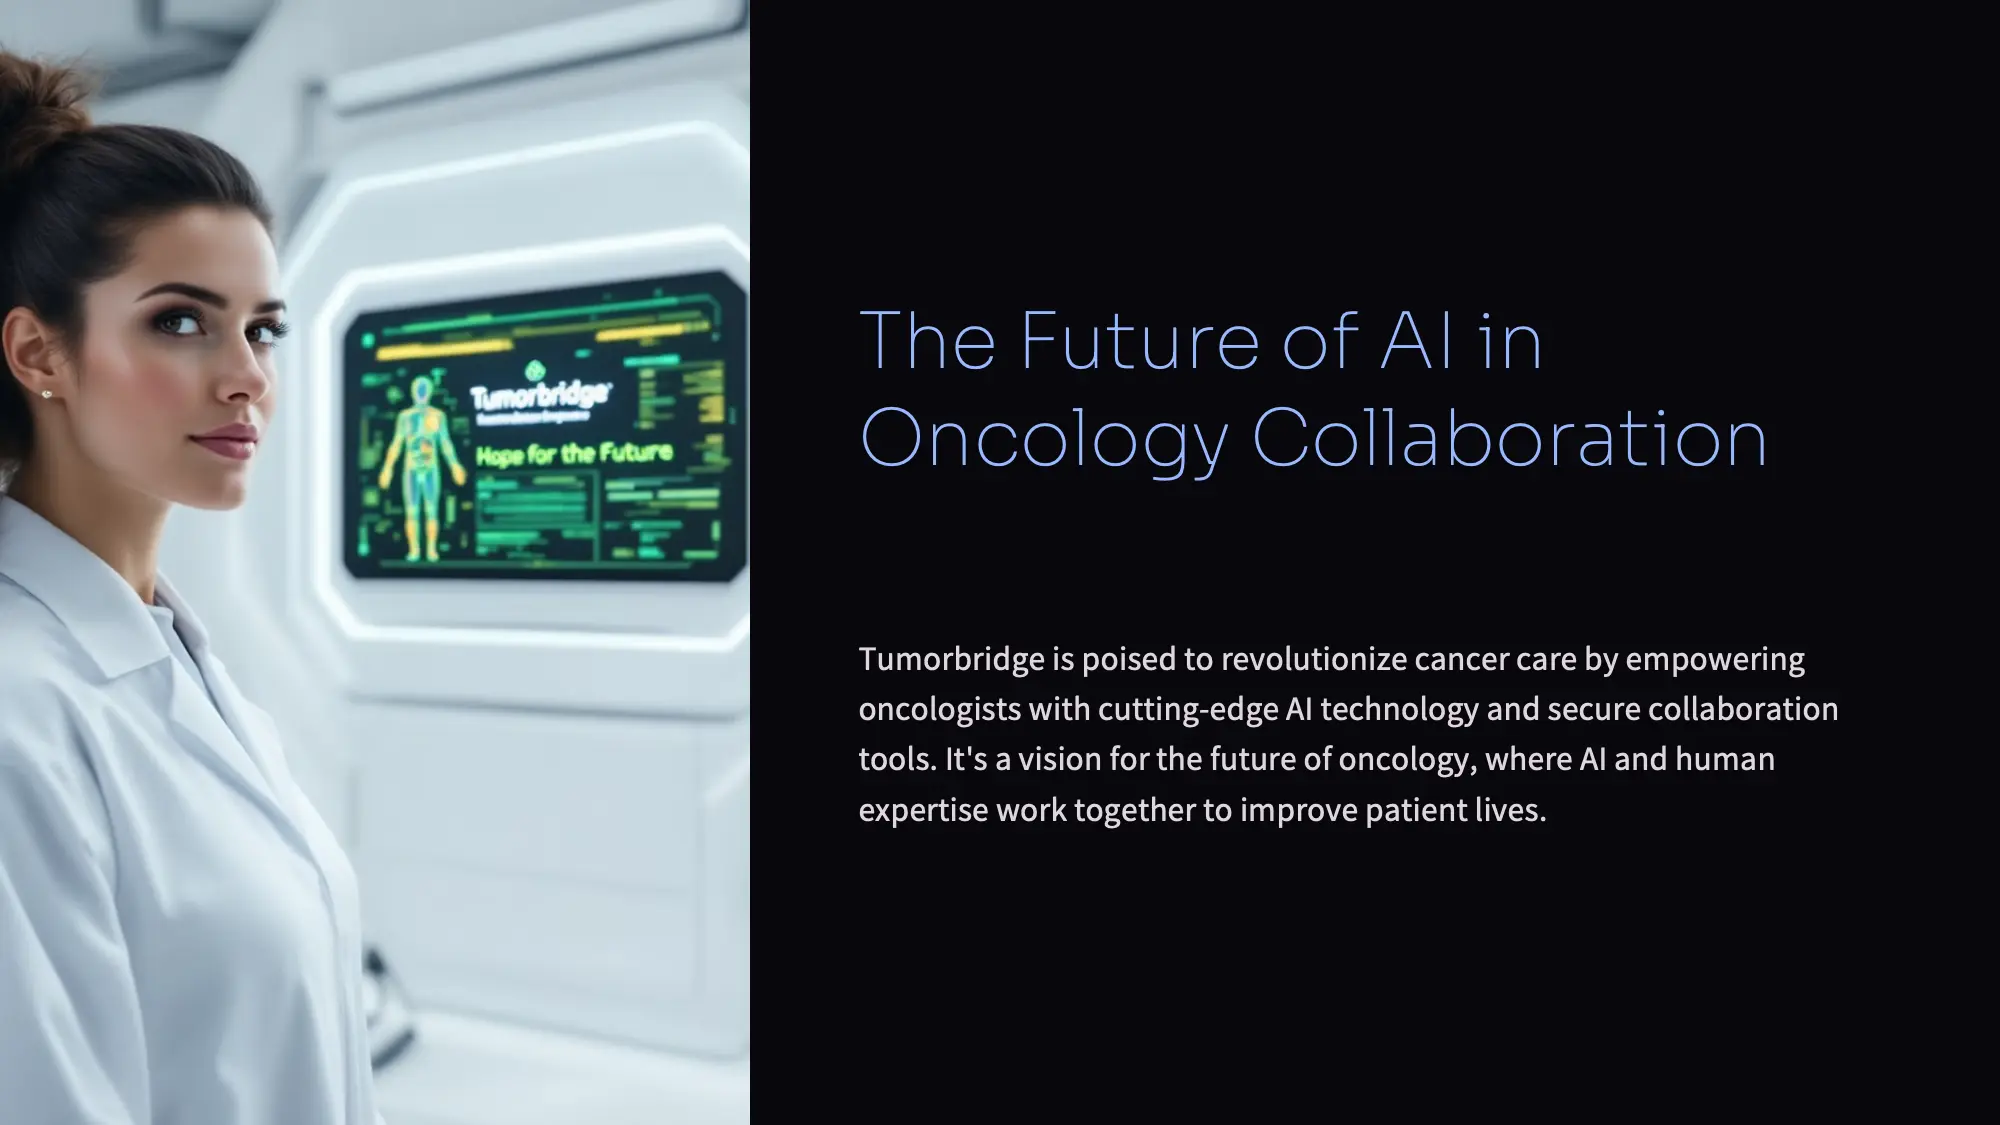 Tumorbridge
Hope for the Future
The Future of AI in
Oncology Collaboration
Tumorbridge is poised to revolutionize cancer care by empowering
oncologists with cutting-edge AI technology and secure collaboration
tools. It's a vision for the future of oncology, where AI and human
expertise work together to improve patient lives.